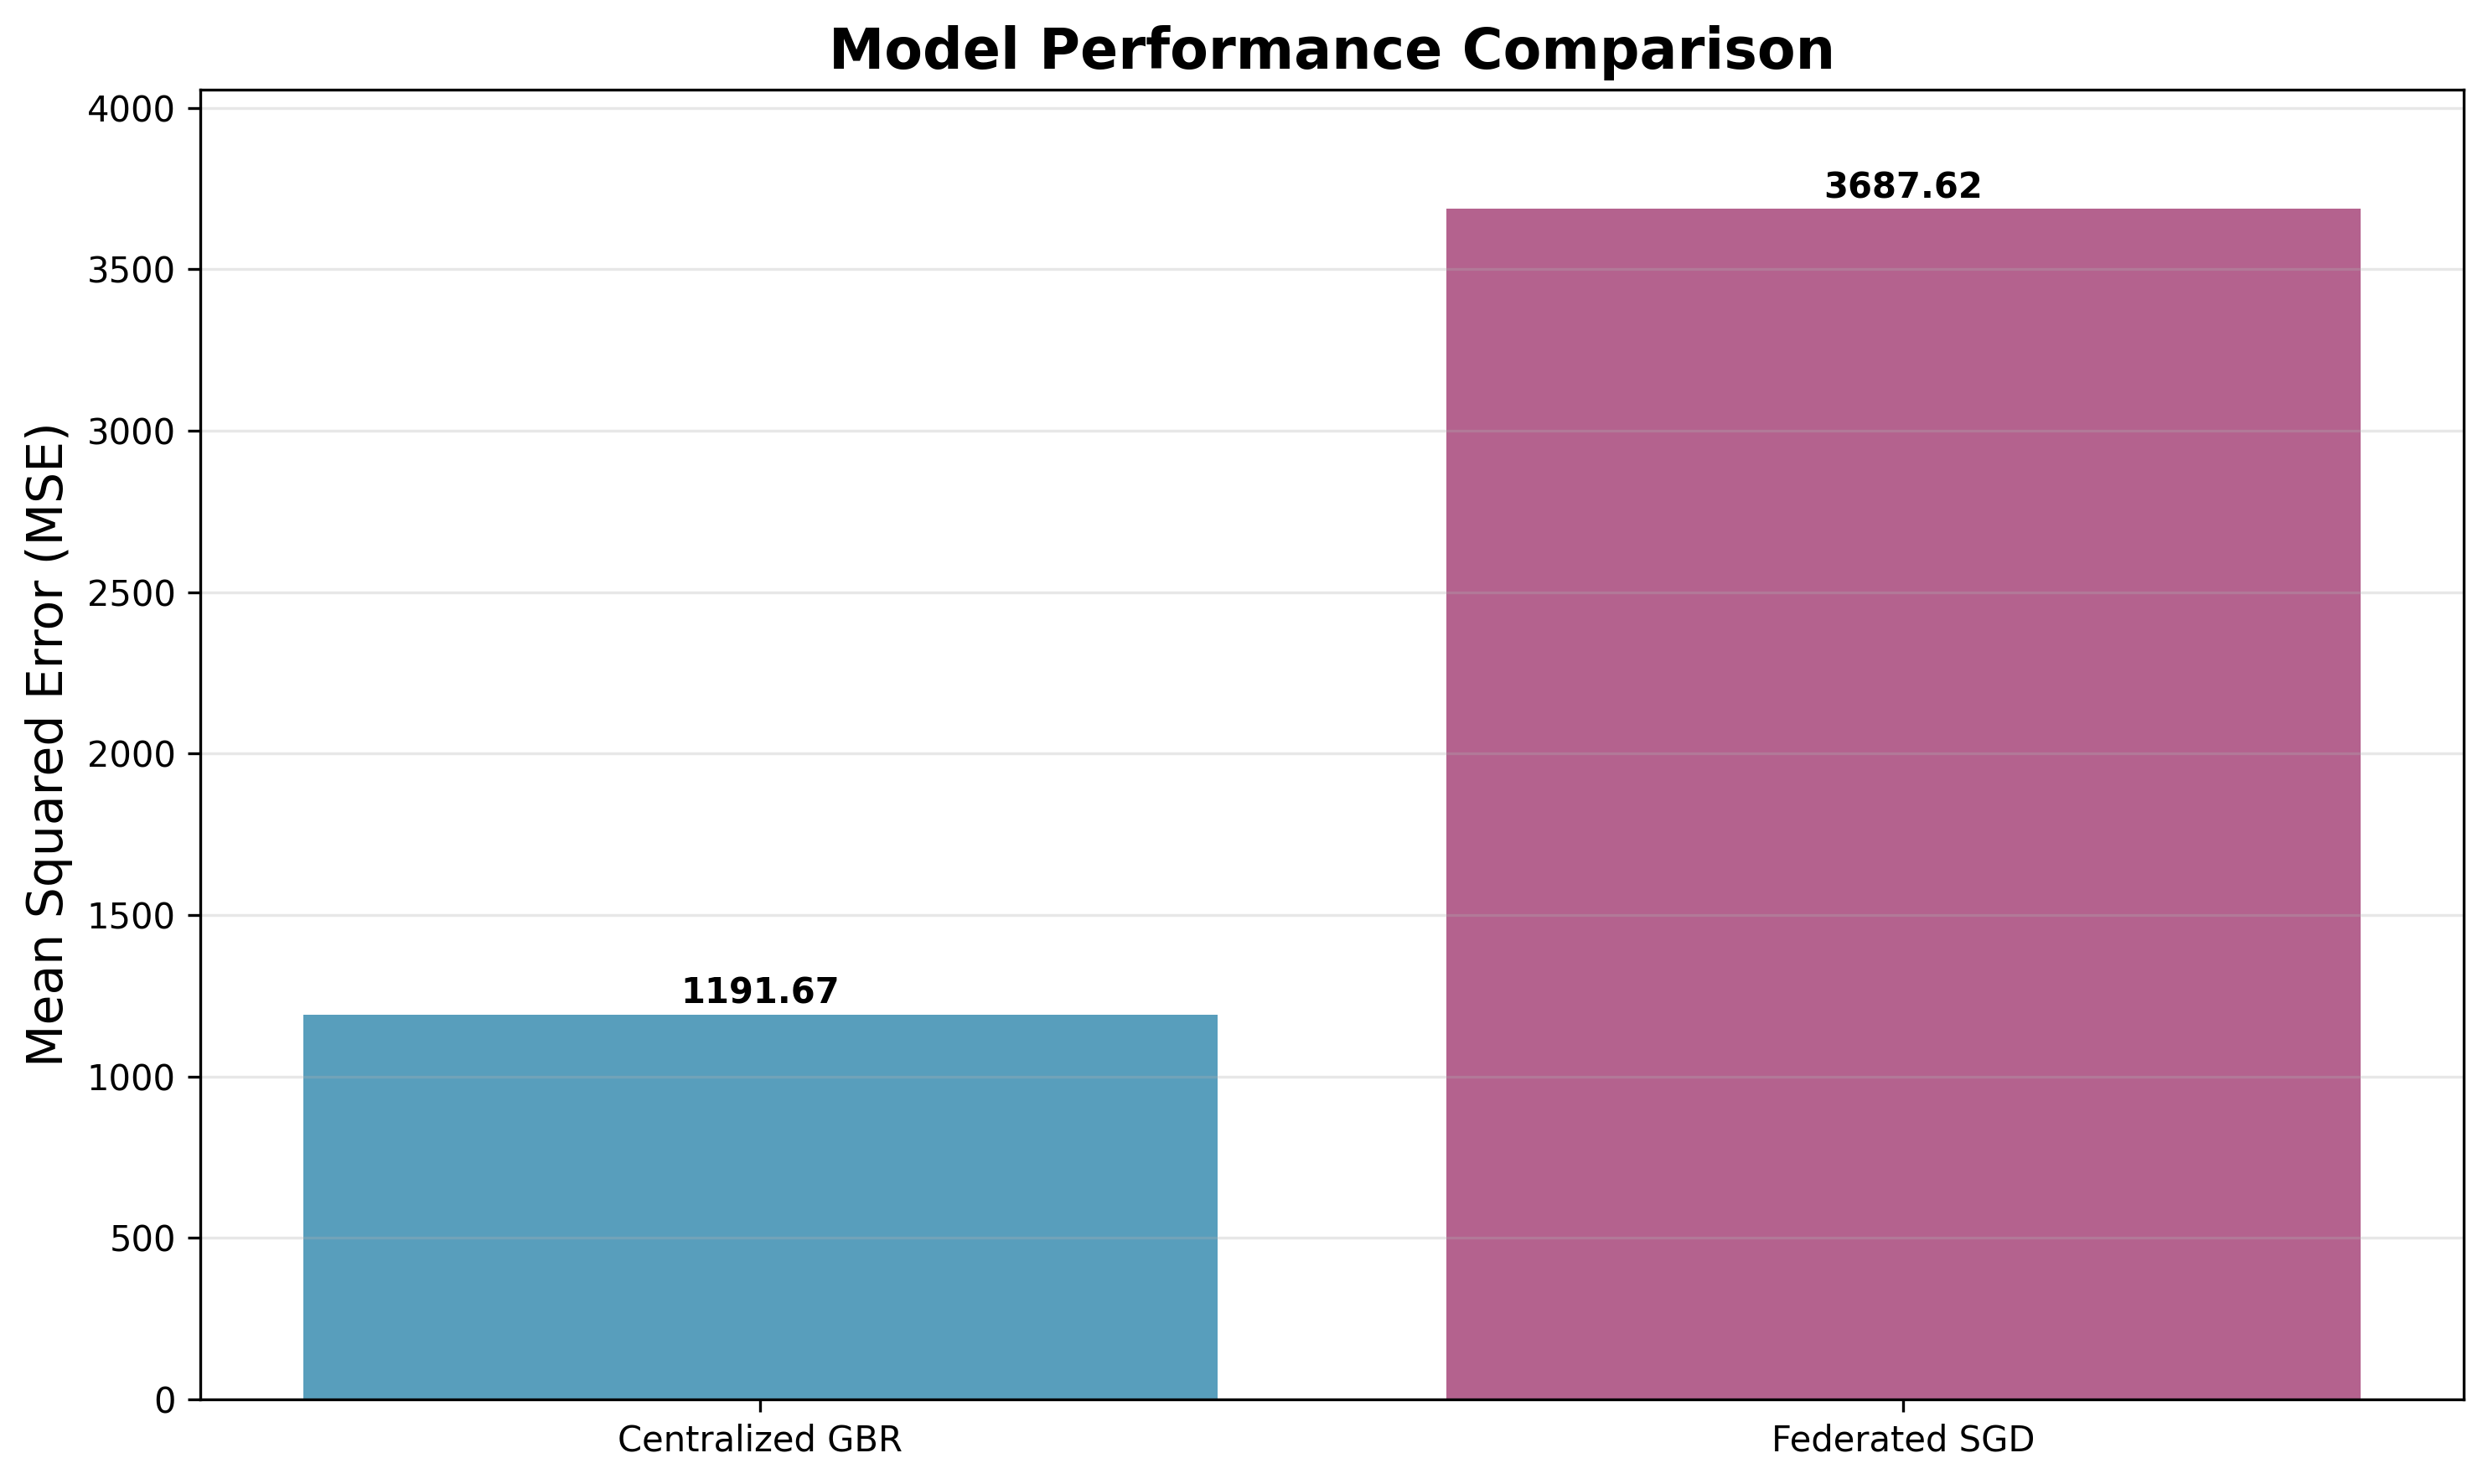 Model Performance Comparison
Mean Squared Error (MSE)
4000
3500
3000
2500
2000
1500
1000
500
0
1191.67
3687.62
Centralized GBR
Federated SGD